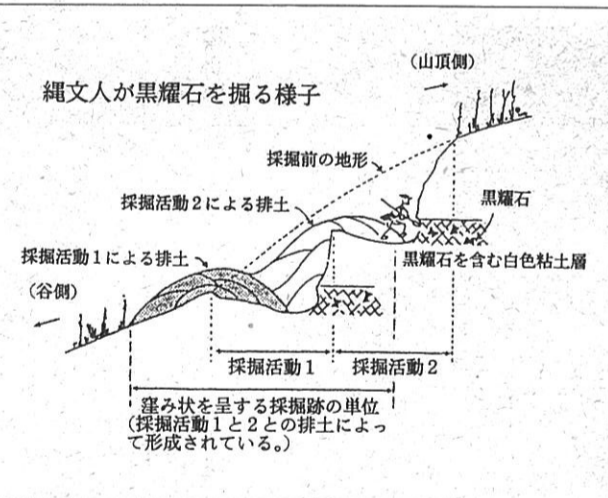 縄文人が黒耀石を掘る様子
(山頂側)
採掘前の地形
採掘活動2による排土
黒耀石
採掘活動1による排土
黒耀石を含む白色粘土層
(谷側)
採掘活動1
採掘活動2
窪み状を呈する採掘跡の単位
(採掘活動1と2との排土によっ
て形成されている。)